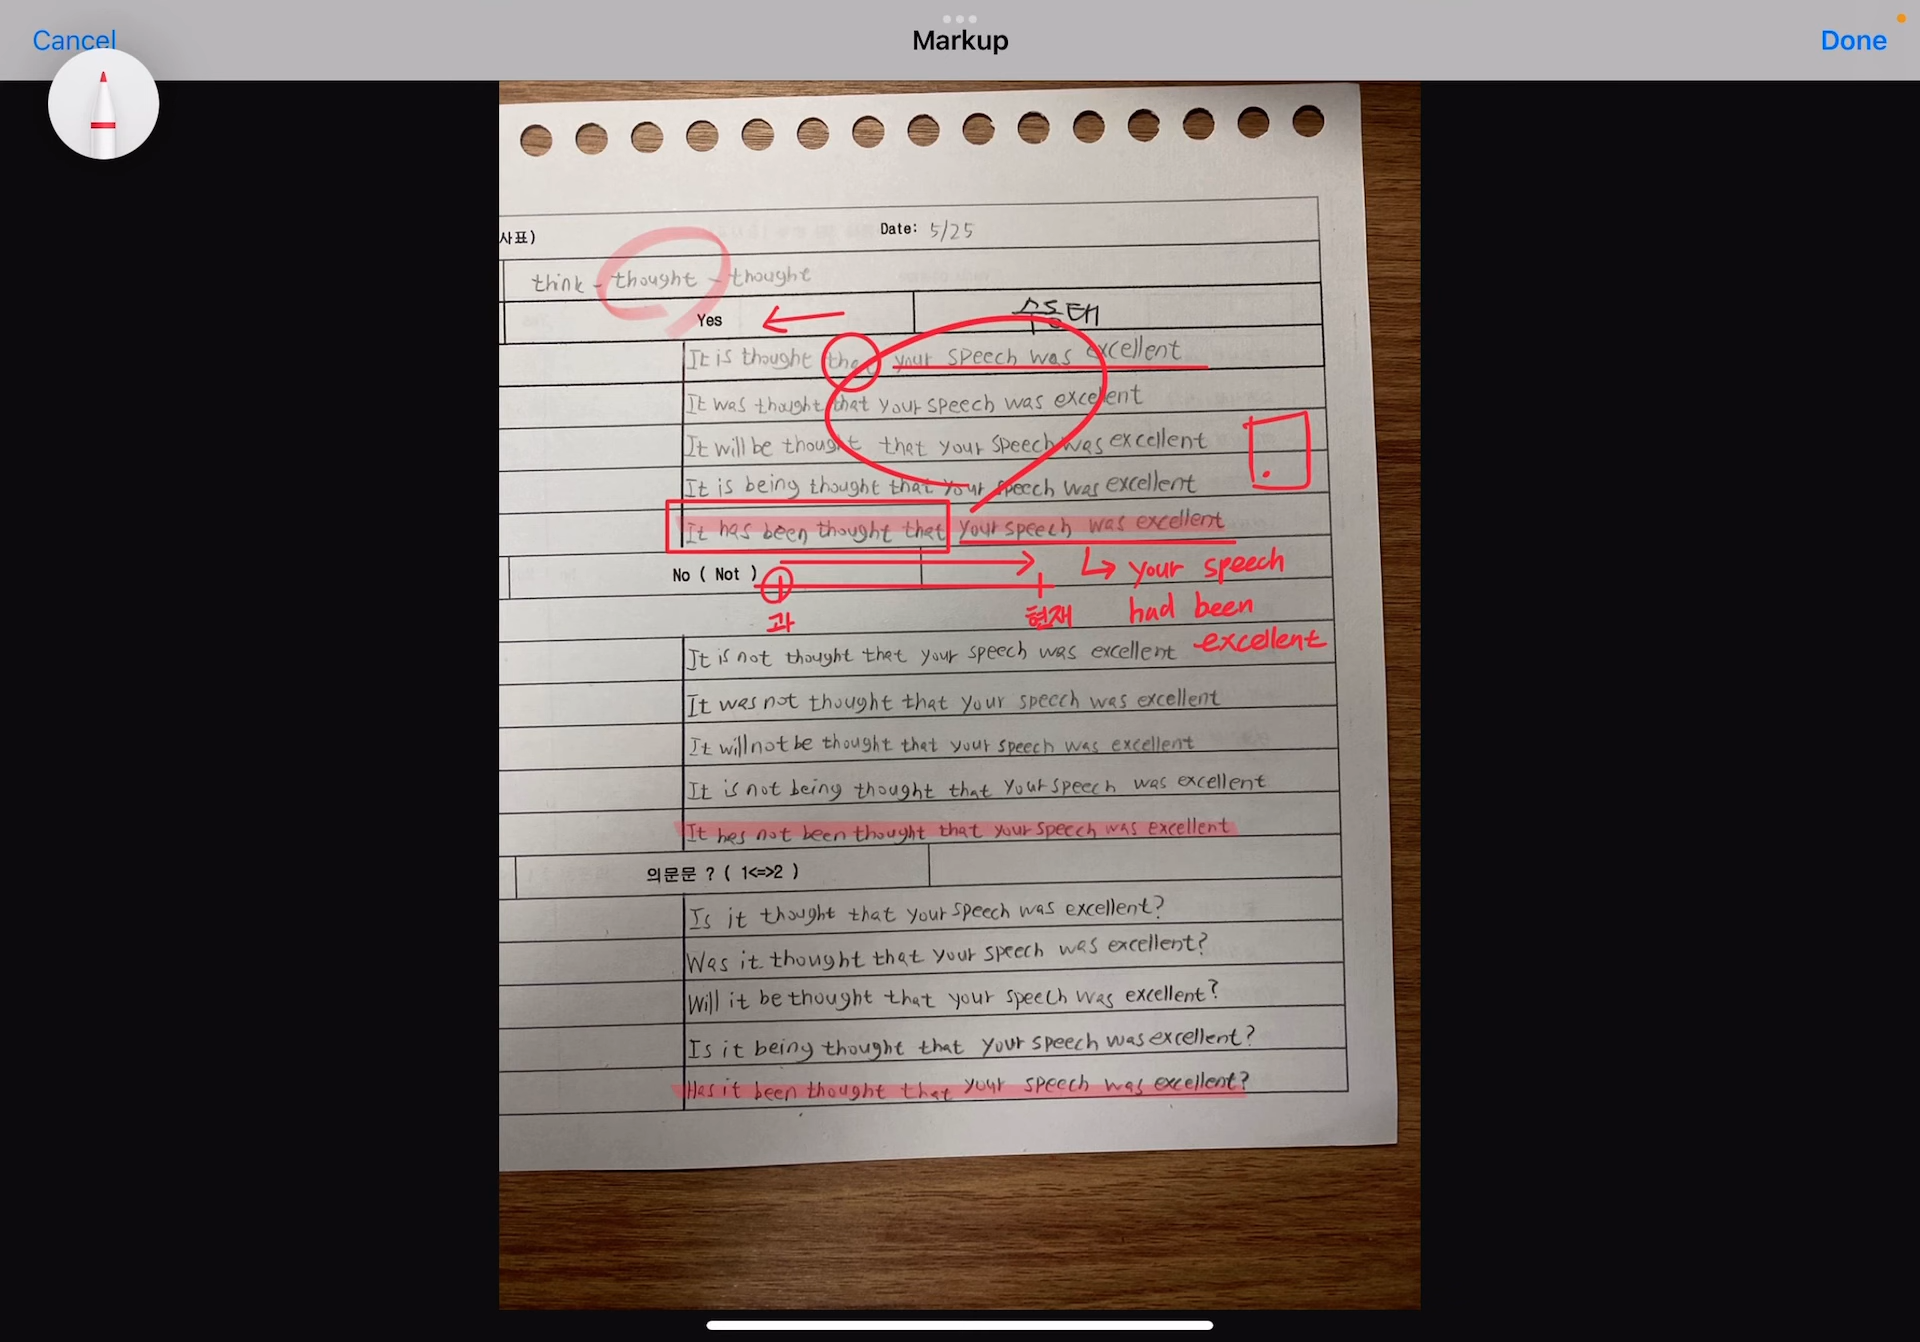 Cancel
Markup
Done
사표)
Date: 5/25
think - thought - thought
Yes
수동태
It is thought that your speech was excellent
It was thought that your speech was excellent
It will be thought that your speech was excellent
It is being thought that your speech was excellent
It has been thought that your speech was excellent
No ( Not )
과
현재
↳ your speech
had been
excellent
It is not thought that your speech was excellent
It was not thought that your speech was excellent
It will not be thought that your speech was excellent
It is not being thought that your speech was excellent
It has not been thought that your speech was excellent
의문문 ? ( 1<=>2 )
Is it thought that your speech was excellent?
Was it thought that your speech was excellent?
Will it be thought that your speech was excellent?
Is it being thought that your speech was excellent?
Has it been thought that your speech was excellent?